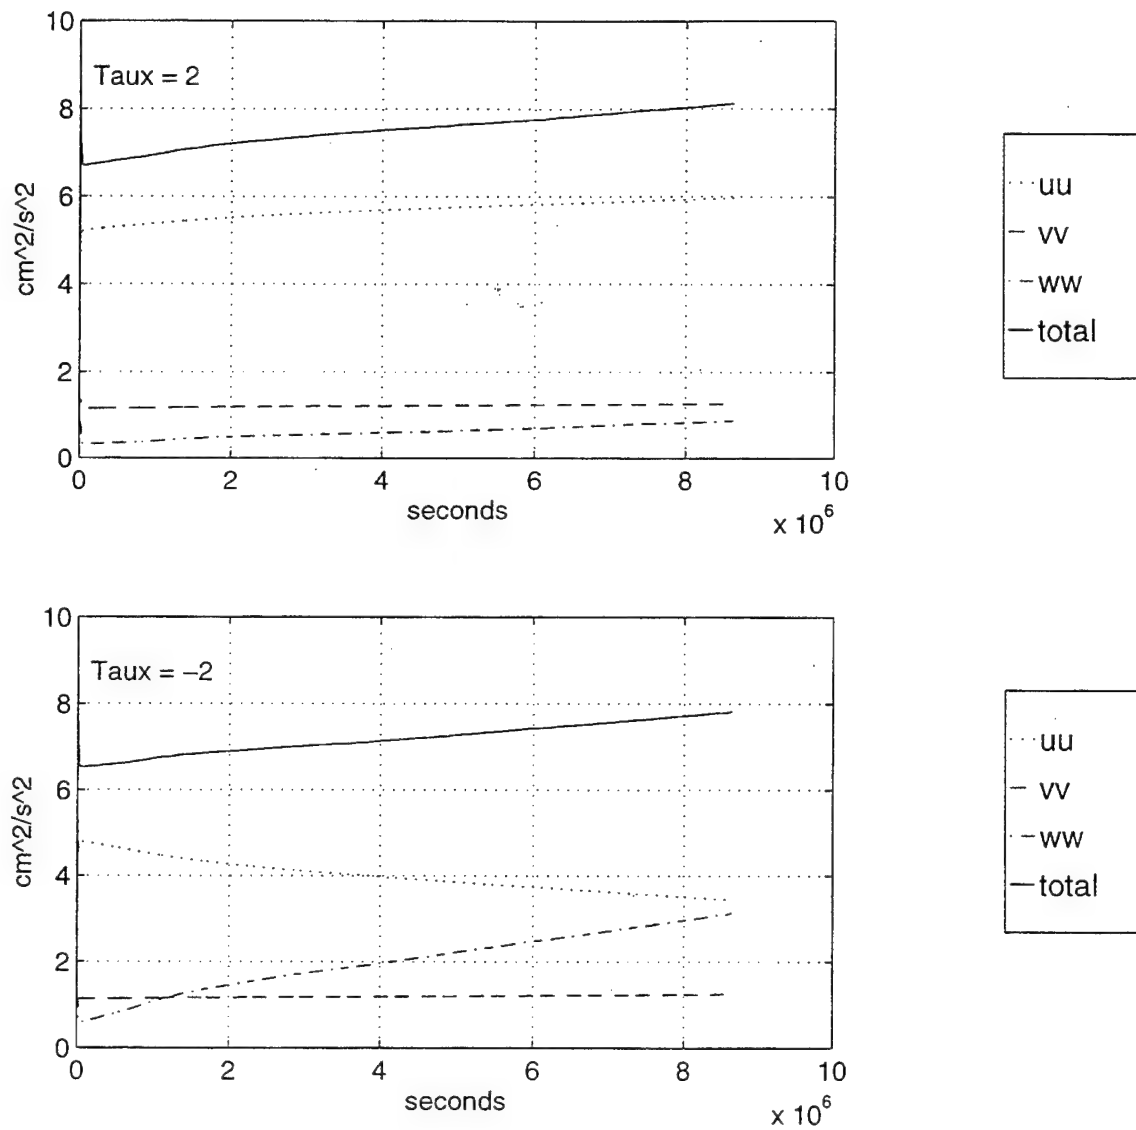 10
8
6
4
2
0
cm^2/s^2
Taux = 2
0 2 4 6 8 10
seconds
x 10^6
uu
vv
ww
total
10
8
6
4
2
0
cm^2/s^2
Taux = −2
0 2 4 6 8 10
seconds
x 10^6
uu
vv
ww
total